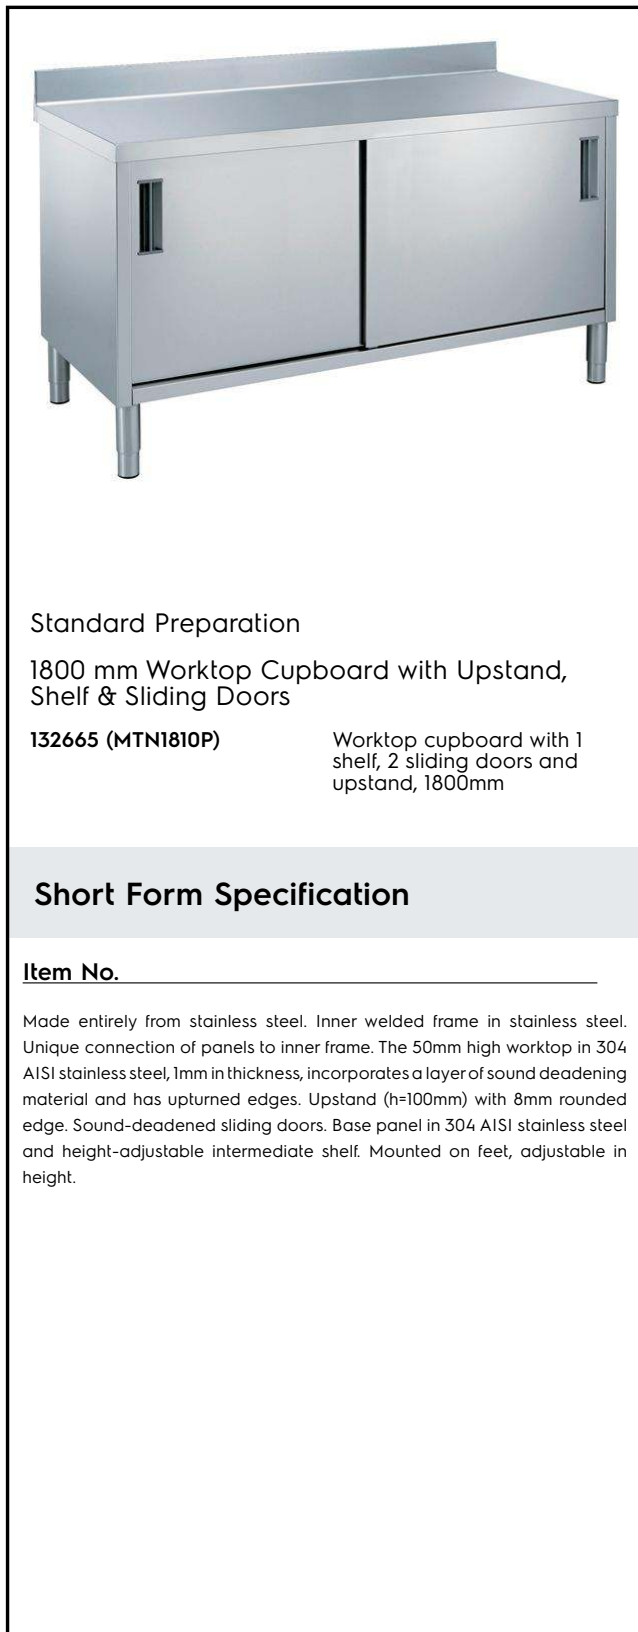 Standard Preparation
1800 mm Worktop Cupboard with Upstand,
Shelf & Sliding Doors
132665 (MTN1810P)
Worktop cupboard with 1
shelf, 2 sliding doors and
upstand, 1800mm
Short Form Specification
Item No.
Made entirely from stainless steel. Inner welded frame in stainless steel.
Unique connection of panels to inner frame. The 50mm high worktop in 304
AISI stainless steel, 1mm in thickness, incorporates a layer of sound deadening
material and has upturned edges. Upstand (h=100mm) with 8mm rounded
edge. Sound-deadened sliding doors. Base panel in 304 AISI stainless steel
and height-adjustable intermediate shelf. Mounted on feet, adjustable in
height.